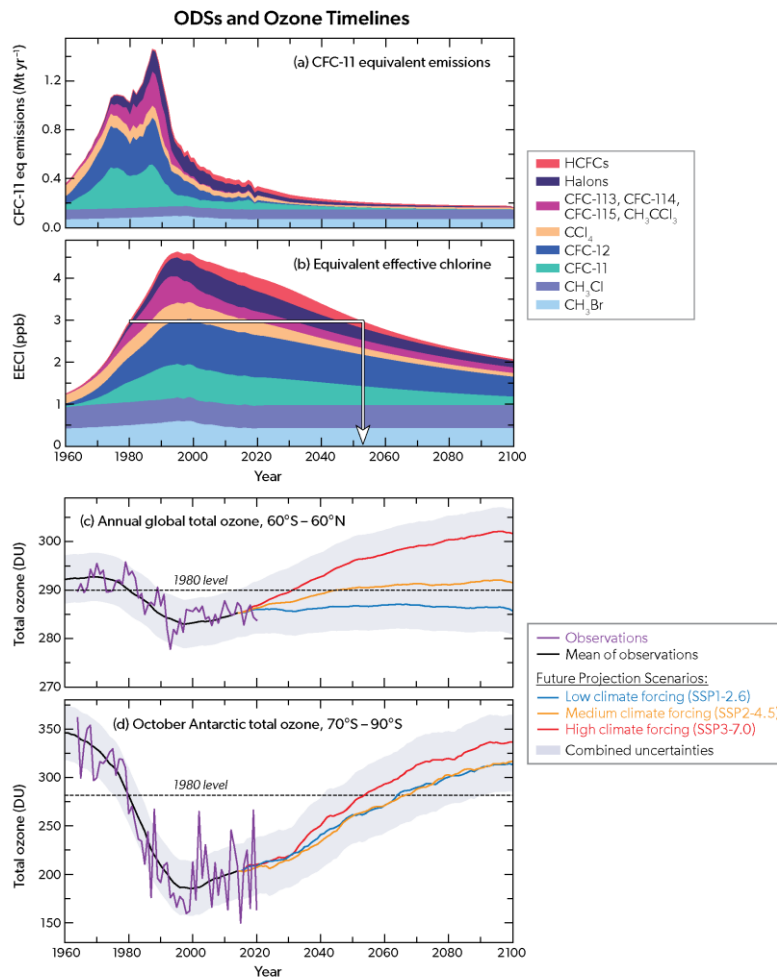 ODSs and Ozone Timelines
(a) CFC-11 equivalent emissions
CFC-11 eq emissions (Mt yr⁻¹)
1.2
0.8
0.4
0.0
(b) Equivalent effective chlorine
EECl (ppb)
4
3
2
1
0
1960 1980 2000 2020 2040 2060 2080 2100
Year
HCFCs
Halons
CFC-113, CFC-114,
CFC-115, CH₃CCl₃
CCl₄
CFC-12
CFC-11
CH₃Cl
CH₃Br
(c) Annual global total ozone, 60°S – 60°N
Total ozone (DU)
300
290
280
270
1980 level
(d) October Antarctic total ozone, 70°S – 90°S
Total ozone (DU)
350
300
250
200
150
1980 level
1960 1980 2000 2020 2040 2060 2080 2100
Year
Observations
Mean of observations
Future Projection Scenarios:
Low climate forcing (SSP1-2.6)
Medium climate forcing (SSP2-4.5)
High climate forcing (SSP3-7.0)
Combined uncertainties